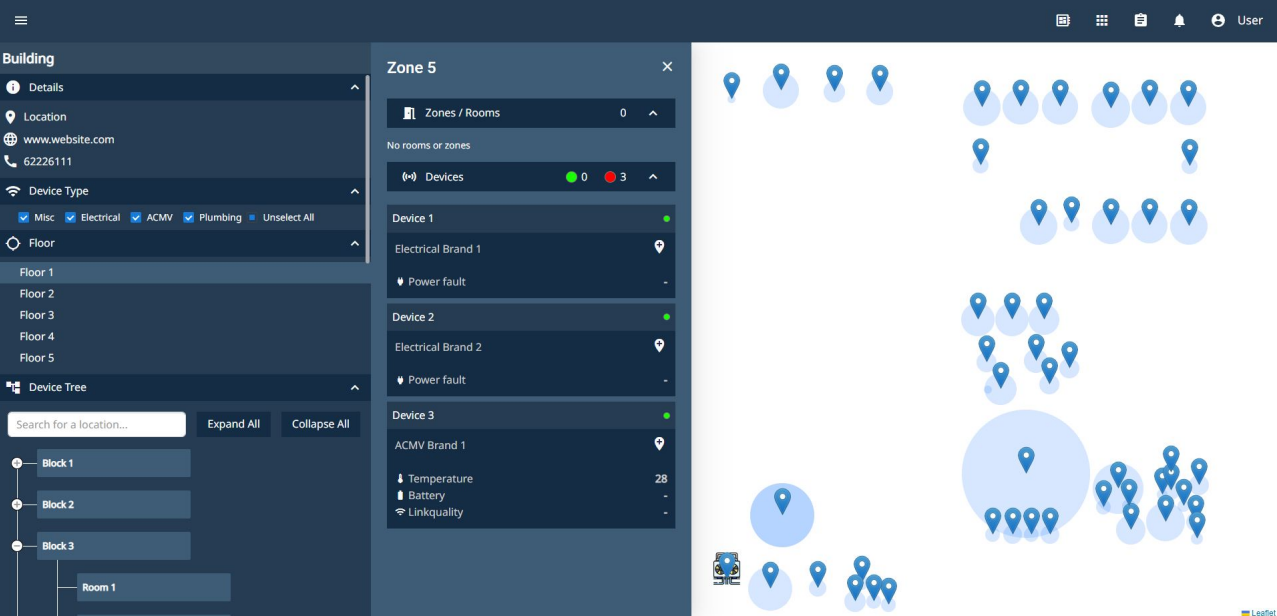 User
Building
Details
Location
www.website.com
62226111
Device Type
Misc Electrical ACMV Plumbing Unselect All
Floor
Floor 1
Floor 2
Floor 3
Floor 4
Floor 5
Device Tree
Search for a location... Expand All Collapse All
Block 1
Block 2
Block 3
Room 1
Zone 5
Zones / Rooms 0
No rooms or zones
Devices 0 3
Device 1
Electrical Brand 1
Power fault -
Device 2
Electrical Brand 2
Power fault -
Device 3
ACMV Brand 1
Temperature 28
Battery -
Linkquality -
Leaflet